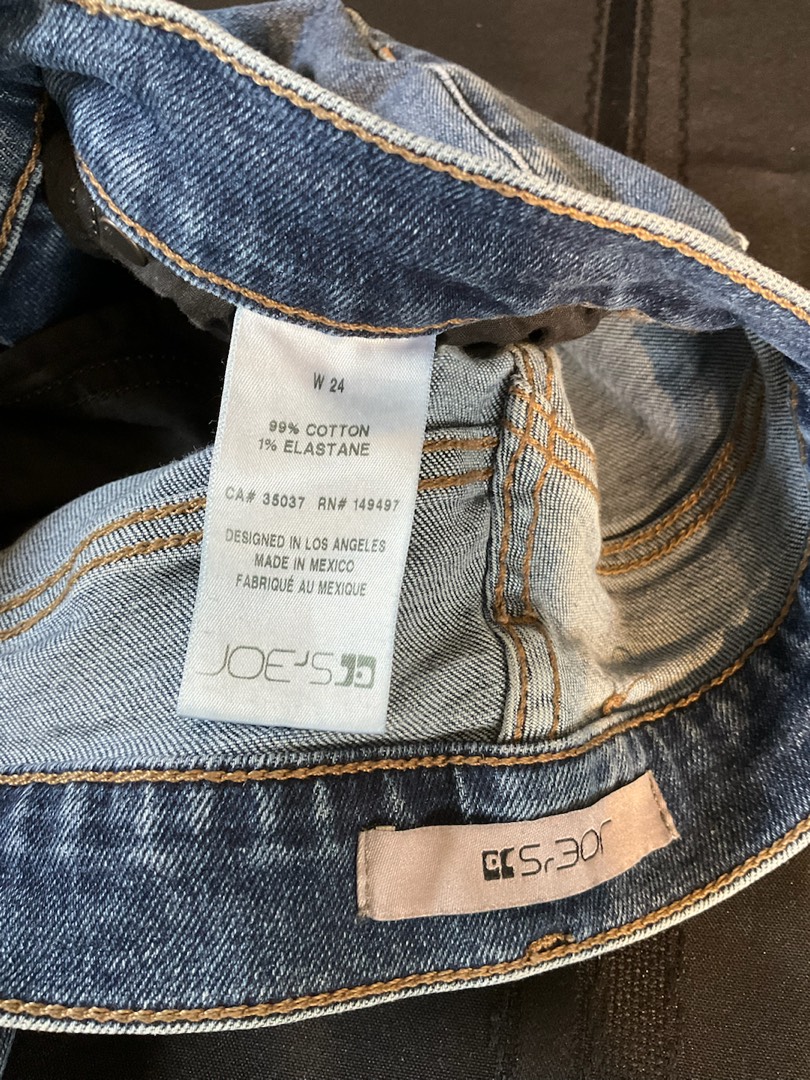 W 24
99% COTTON
1% ELASTANE
CA# 35037 RN# 149497
DESIGNED IN LOS ANGELES
MADE IN MEXICO
FABRIQUÉ AU MEXIQUE
JOE'S
JOE'S